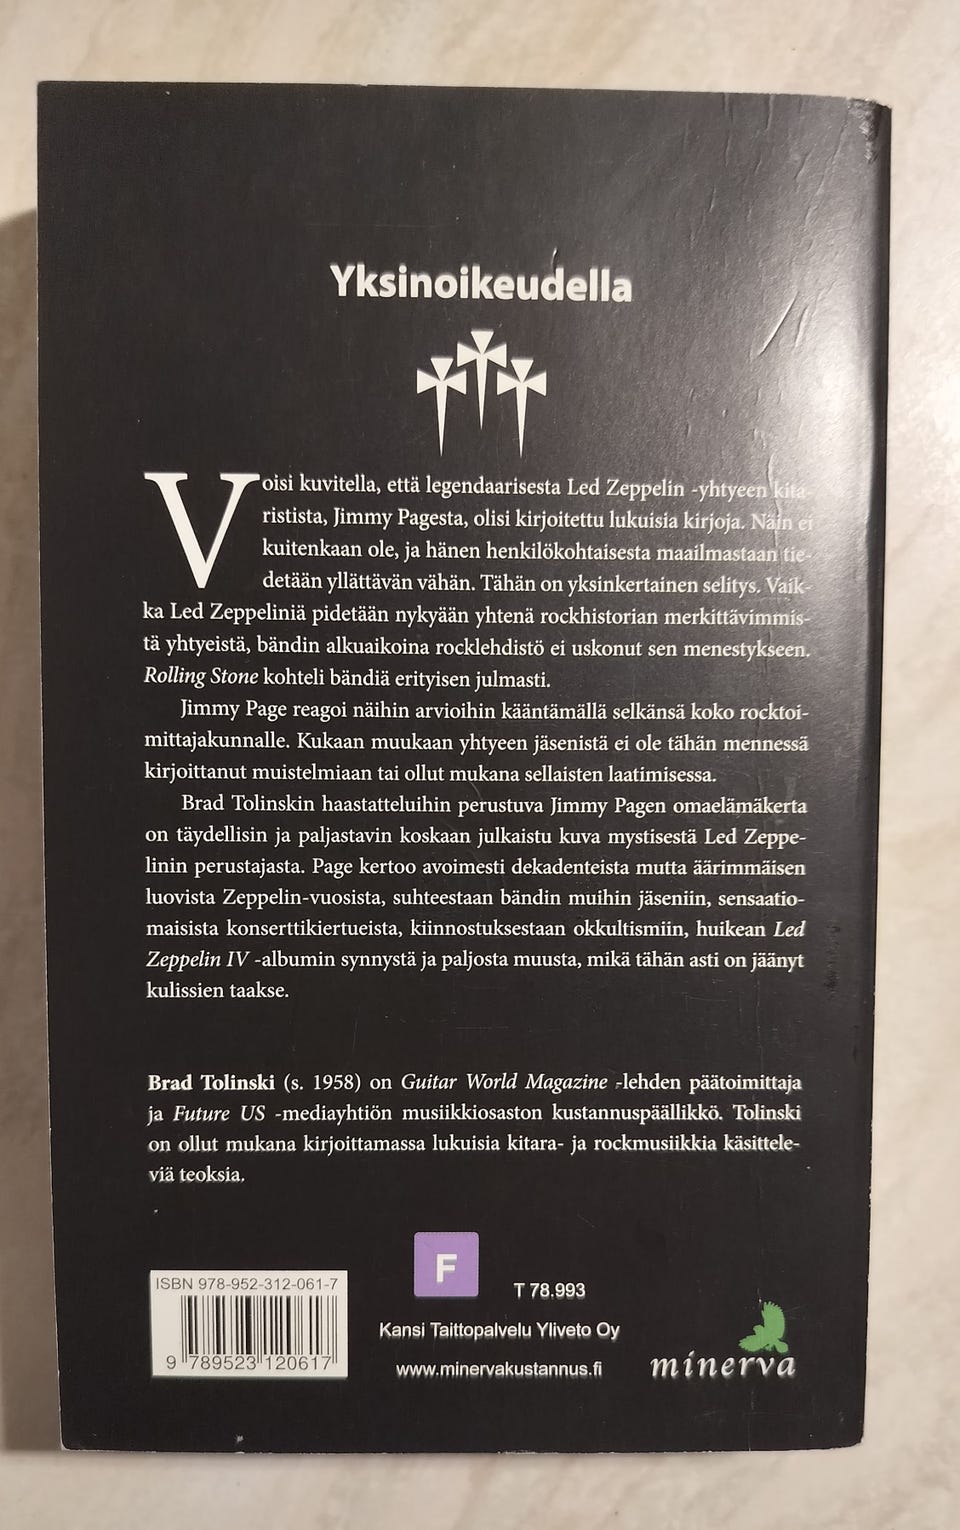 Yksinoikeudella
Voisi kuvitella, että legendaarisesta Led Zeppelin -yhtyeen kita-
ristista, Jimmy Pagesta, olisi kirjoitettu lukuisia kirjoja. Näin ei
kuitenkaan ole, ja hänen henkilökohtaisesta maailmastaan tie-
detään yllättävän vähän. Tähän on yksinkertainen selitys. Vaik-
ka Led Zeppeliniä pidetään nykyään yhtenä rockhistorian merkittävimmis-
tä yhtyeistä, bändin alkuaikoina rocklehdistö ei uskonut sen menestykseen.
Rolling Stone kohteli bändiä erityisen julmasti.
Jimmy Page reagoi näihin arvioihin kääntämällä selkänsä koko rocktoi-
mittajakunnalle. Kukaan muukaan yhtyeen jäsenistä ei ole tähän mennessä
kirjoittanut muistelmiaan tai ollut mukana sellaisten laatimisessa.
Brad Tolinskin haastatteluihin perustuva Jimmy Pagen omaelämäkerta
on täydellisin ja paljastavin koskaan julkaistu kuva mystisestä Led Zeppe-
linin perustajasta. Page kertoo avoimesti dekadenteista mutta äärimmäisen
luovista Zeppelin-vuosista, suhteestaan bändin muihin jäseniin, sensaatio-
maisista konserttikiertueista, kiinnostuksestaan okkultismiin, huikean Led
Zeppelin IV -albumin synnystä ja paljosta muusta, mikä tähän asti on jäänyt
kulissien taakse.
Brad Tolinski (s. 1958) on Guitar World Magazine -lehden päätoimittaja
ja Future US -mediayhtiön musiikkiosaston kustannuspäällikkö. Tolinski
on ollut mukana kirjoittamassa lukuisia kitara- ja rockmusiikkia käsittele-
viä teoksia.
ISBN 978-952-312-061-7
9 789523 120617
F
T 78.993
Kansi Taittopalvelu Yliveto Oy
www.minervakustannus.fi
minerva